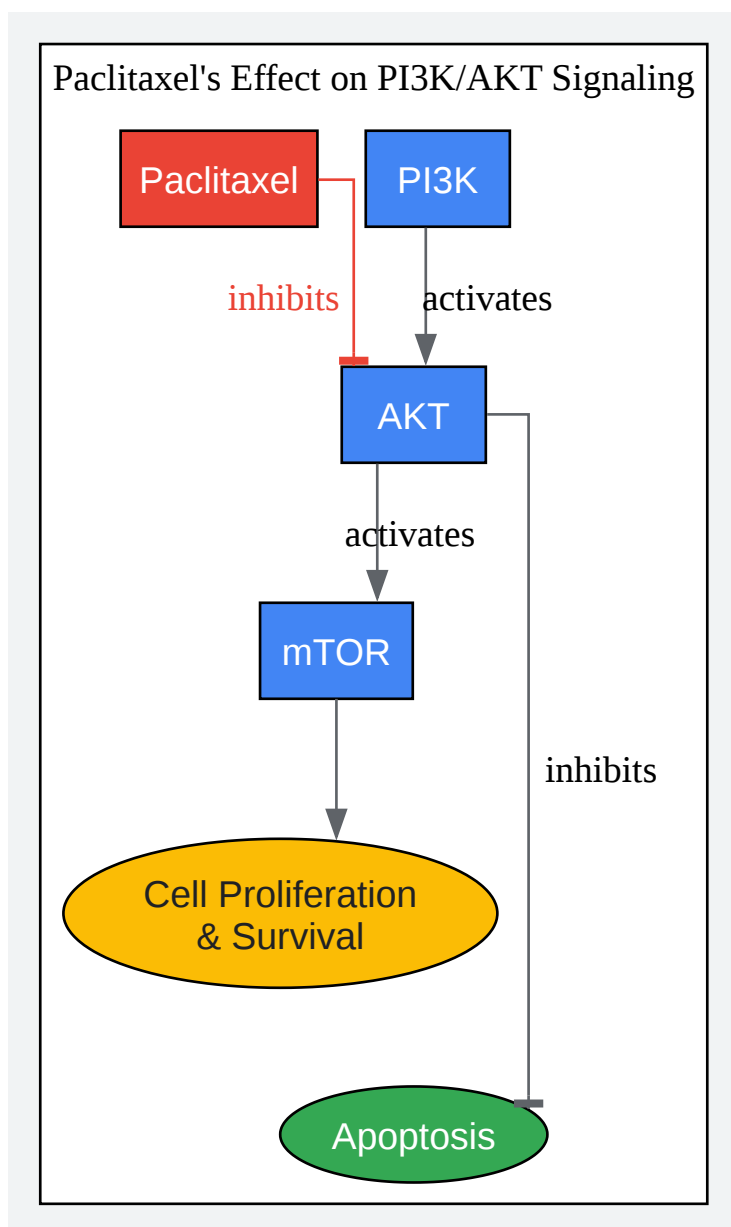 Paclitaxel's Effect on PI3K/AKT Signaling
Paclitaxel
PI3K
inhibits
activates
AKT
activates
mTOR
inhibits
Cell Proliferation
& Survival
Apoptosis